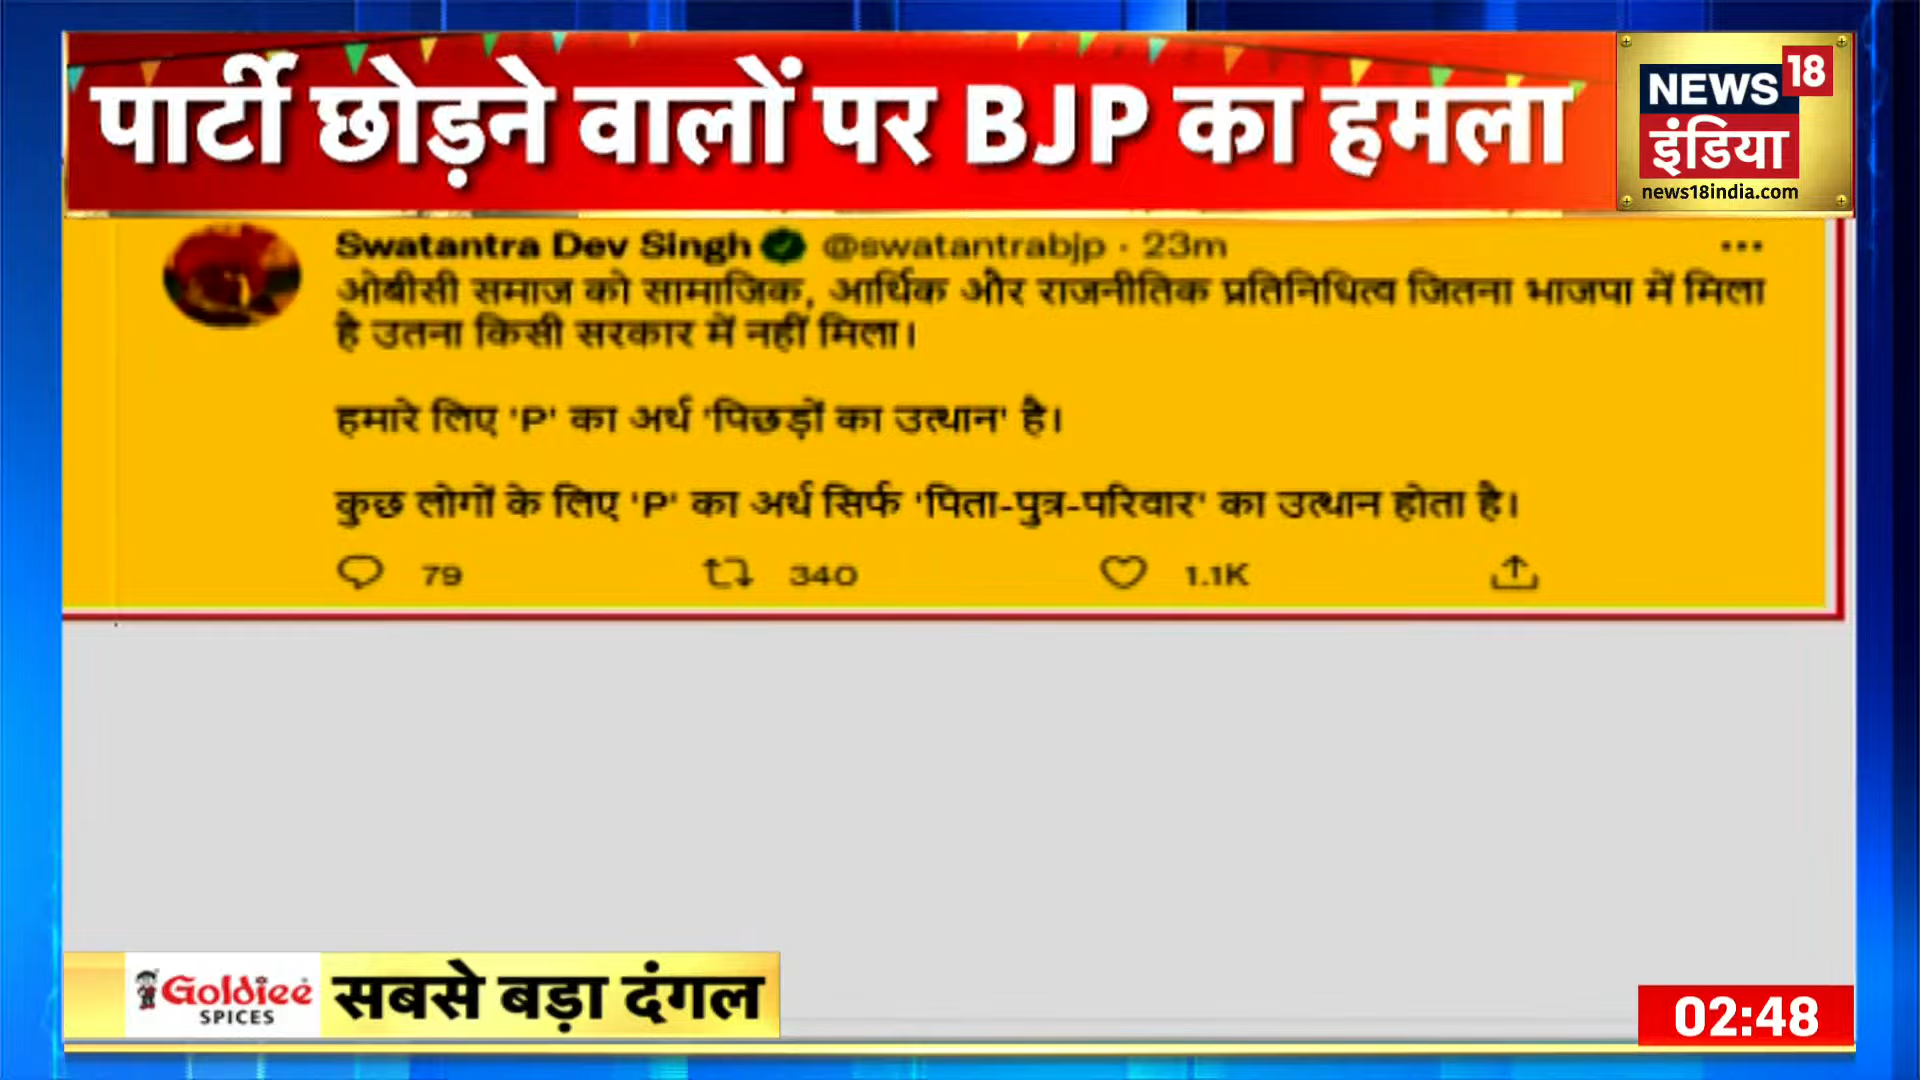 पार्टी छोड़ने वालों पर BJP का हमला
NEWS 18
इंडिया
news18india.com
Swatantra Dev Singh @swatantrabjp · 23m
ओबीसी समाज को सामाजिक, आर्थिक और राजनीतिक प्रतिनिधित्व जितना भाजपा में मिला
है उतना किसी सरकार में नहीं मिला।
हमारे लिए 'P' का अर्थ 'पिछड़ों का उत्थान' है।
कुछ लोगों के लिए 'P' का अर्थ सिर्फ 'पिता-पुत्र-परिवार' का उत्थान होता है।
79 340 1.1K
Goldiee
SPICES
सबसे बड़ा दंगल
02:48